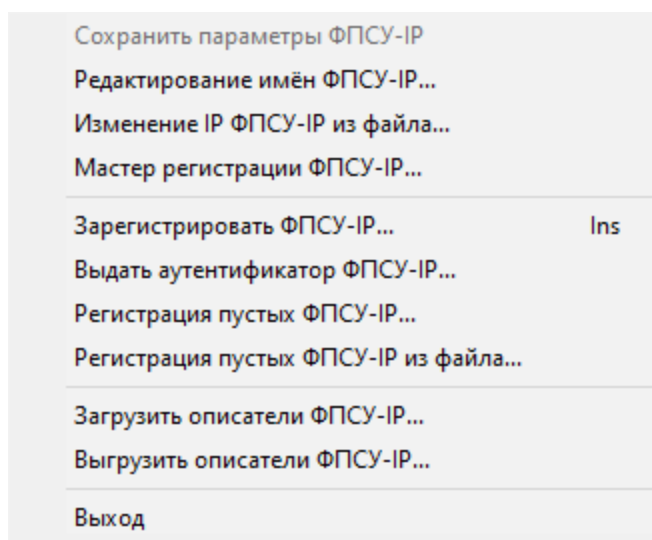 Сохранить параметры ФПСУ-IP
Редактирование имён ФПСУ-IP...
Изменение IP ФПСУ-IP из файла...
Мастер регистрации ФПСУ-IP...
Зарегистрировать ФПСУ-IP... Ins
Выдать аутентификатор ФПСУ-IP...
Регистрация пустых ФПСУ-IP...
Регистрация пустых ФПСУ-IP из файла...
Загрузить описатели ФПСУ-IP...
Выгрузить описатели ФПСУ-IP...
Выход